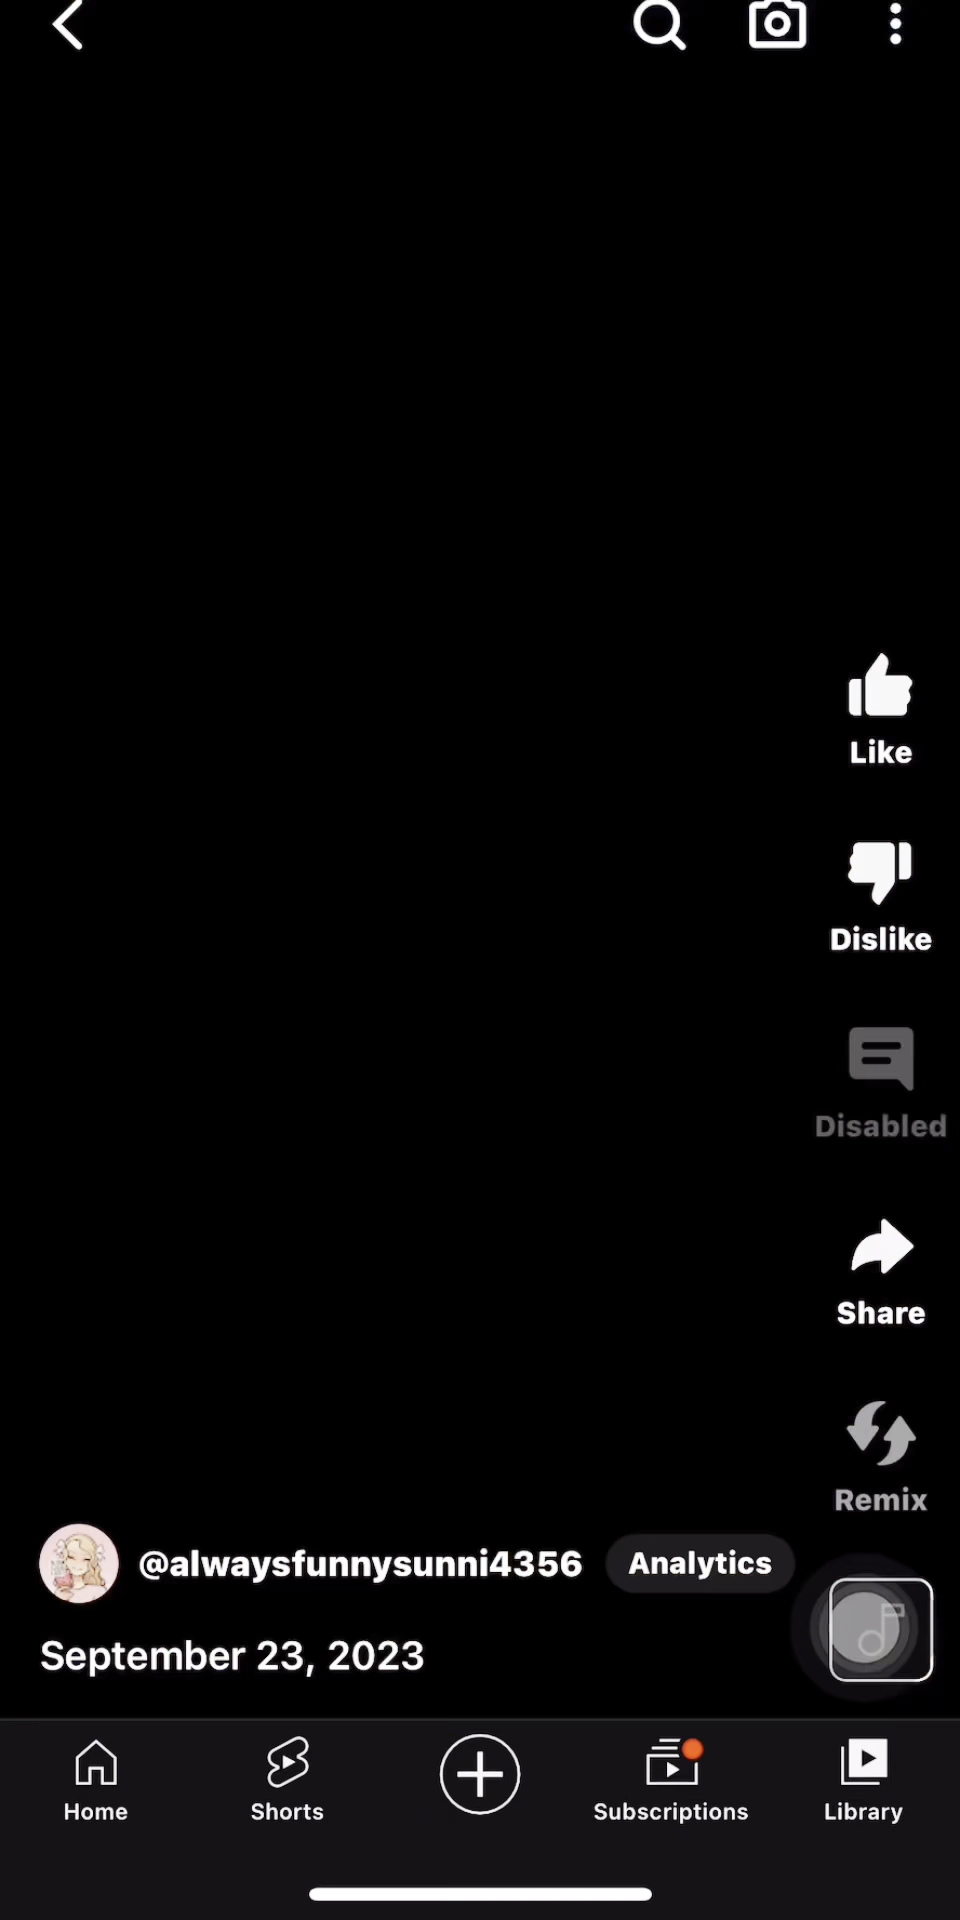 Like
Dislike
Disabled
Share
Remix
@alwaysfunnysunni4356 Analytics
September 23, 2023
Home Shorts Subscriptions Library